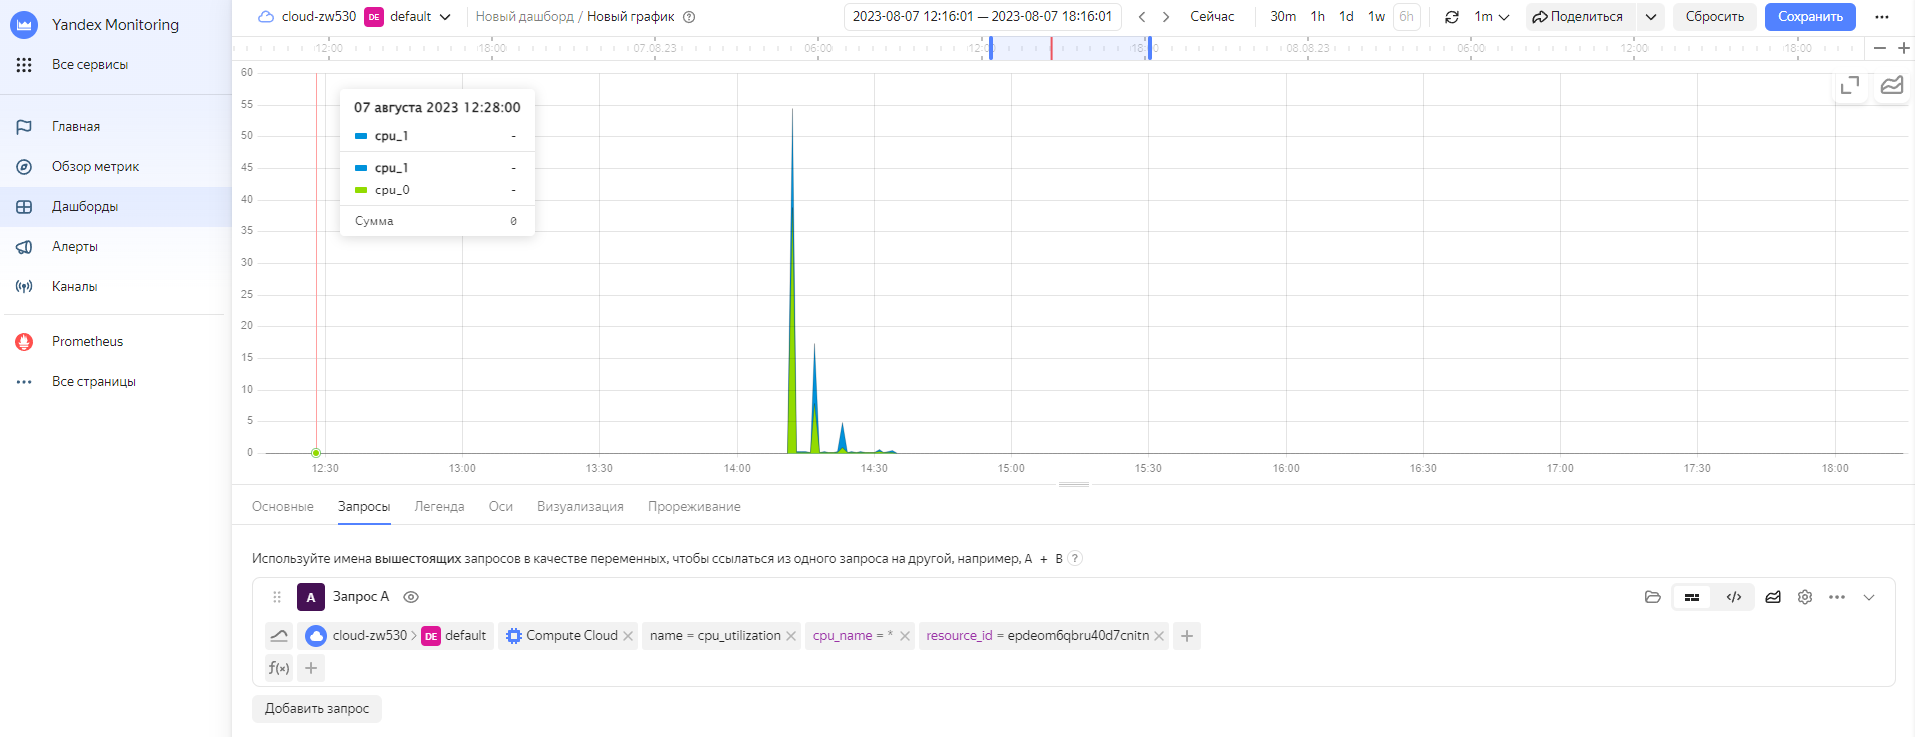 Yandex Monitoring
Все сервисы
Главная
Обзор метрик
Дашборды
Алерты
Каналы
Prometheus
Все страницы
cloud-zw530 DE default Новый дашборд / Новый график ? 2023-08-07 12:16:01 — 2023-08-07 18:16:01 Сейчас 30m 1h 1d 1w 6h 1m Поделиться Сбросить Сохранить
12:00 18:00 07.08.23 06:00 12:00 18:00 08.08.23 06:00 12:00 18:00
60
55
50
45
40
35
30
25
20
15
10
5
0
07 августа 2023 12:28:00
cpu_1 -
cpu_1 -
cpu_0 -
Сумма 0
12:30 13:00 13:30 14:00 14:30 15:00 15:30 16:00 16:30 17:00 17:30 18:00
Основные Запросы Легенда Оси Визуализация Прореживание
Используйте имена вышестоящих запросов в качестве переменных, чтобы ссылаться из одного запроса на другой, например, A + B ?
A Запрос A
cloud-zw530 > DE default Compute Cloud name = cpu_utilization cpu_name = * resource_id = epdeom6qbru40d7cnitn +
f(x) +
Добавить запрос